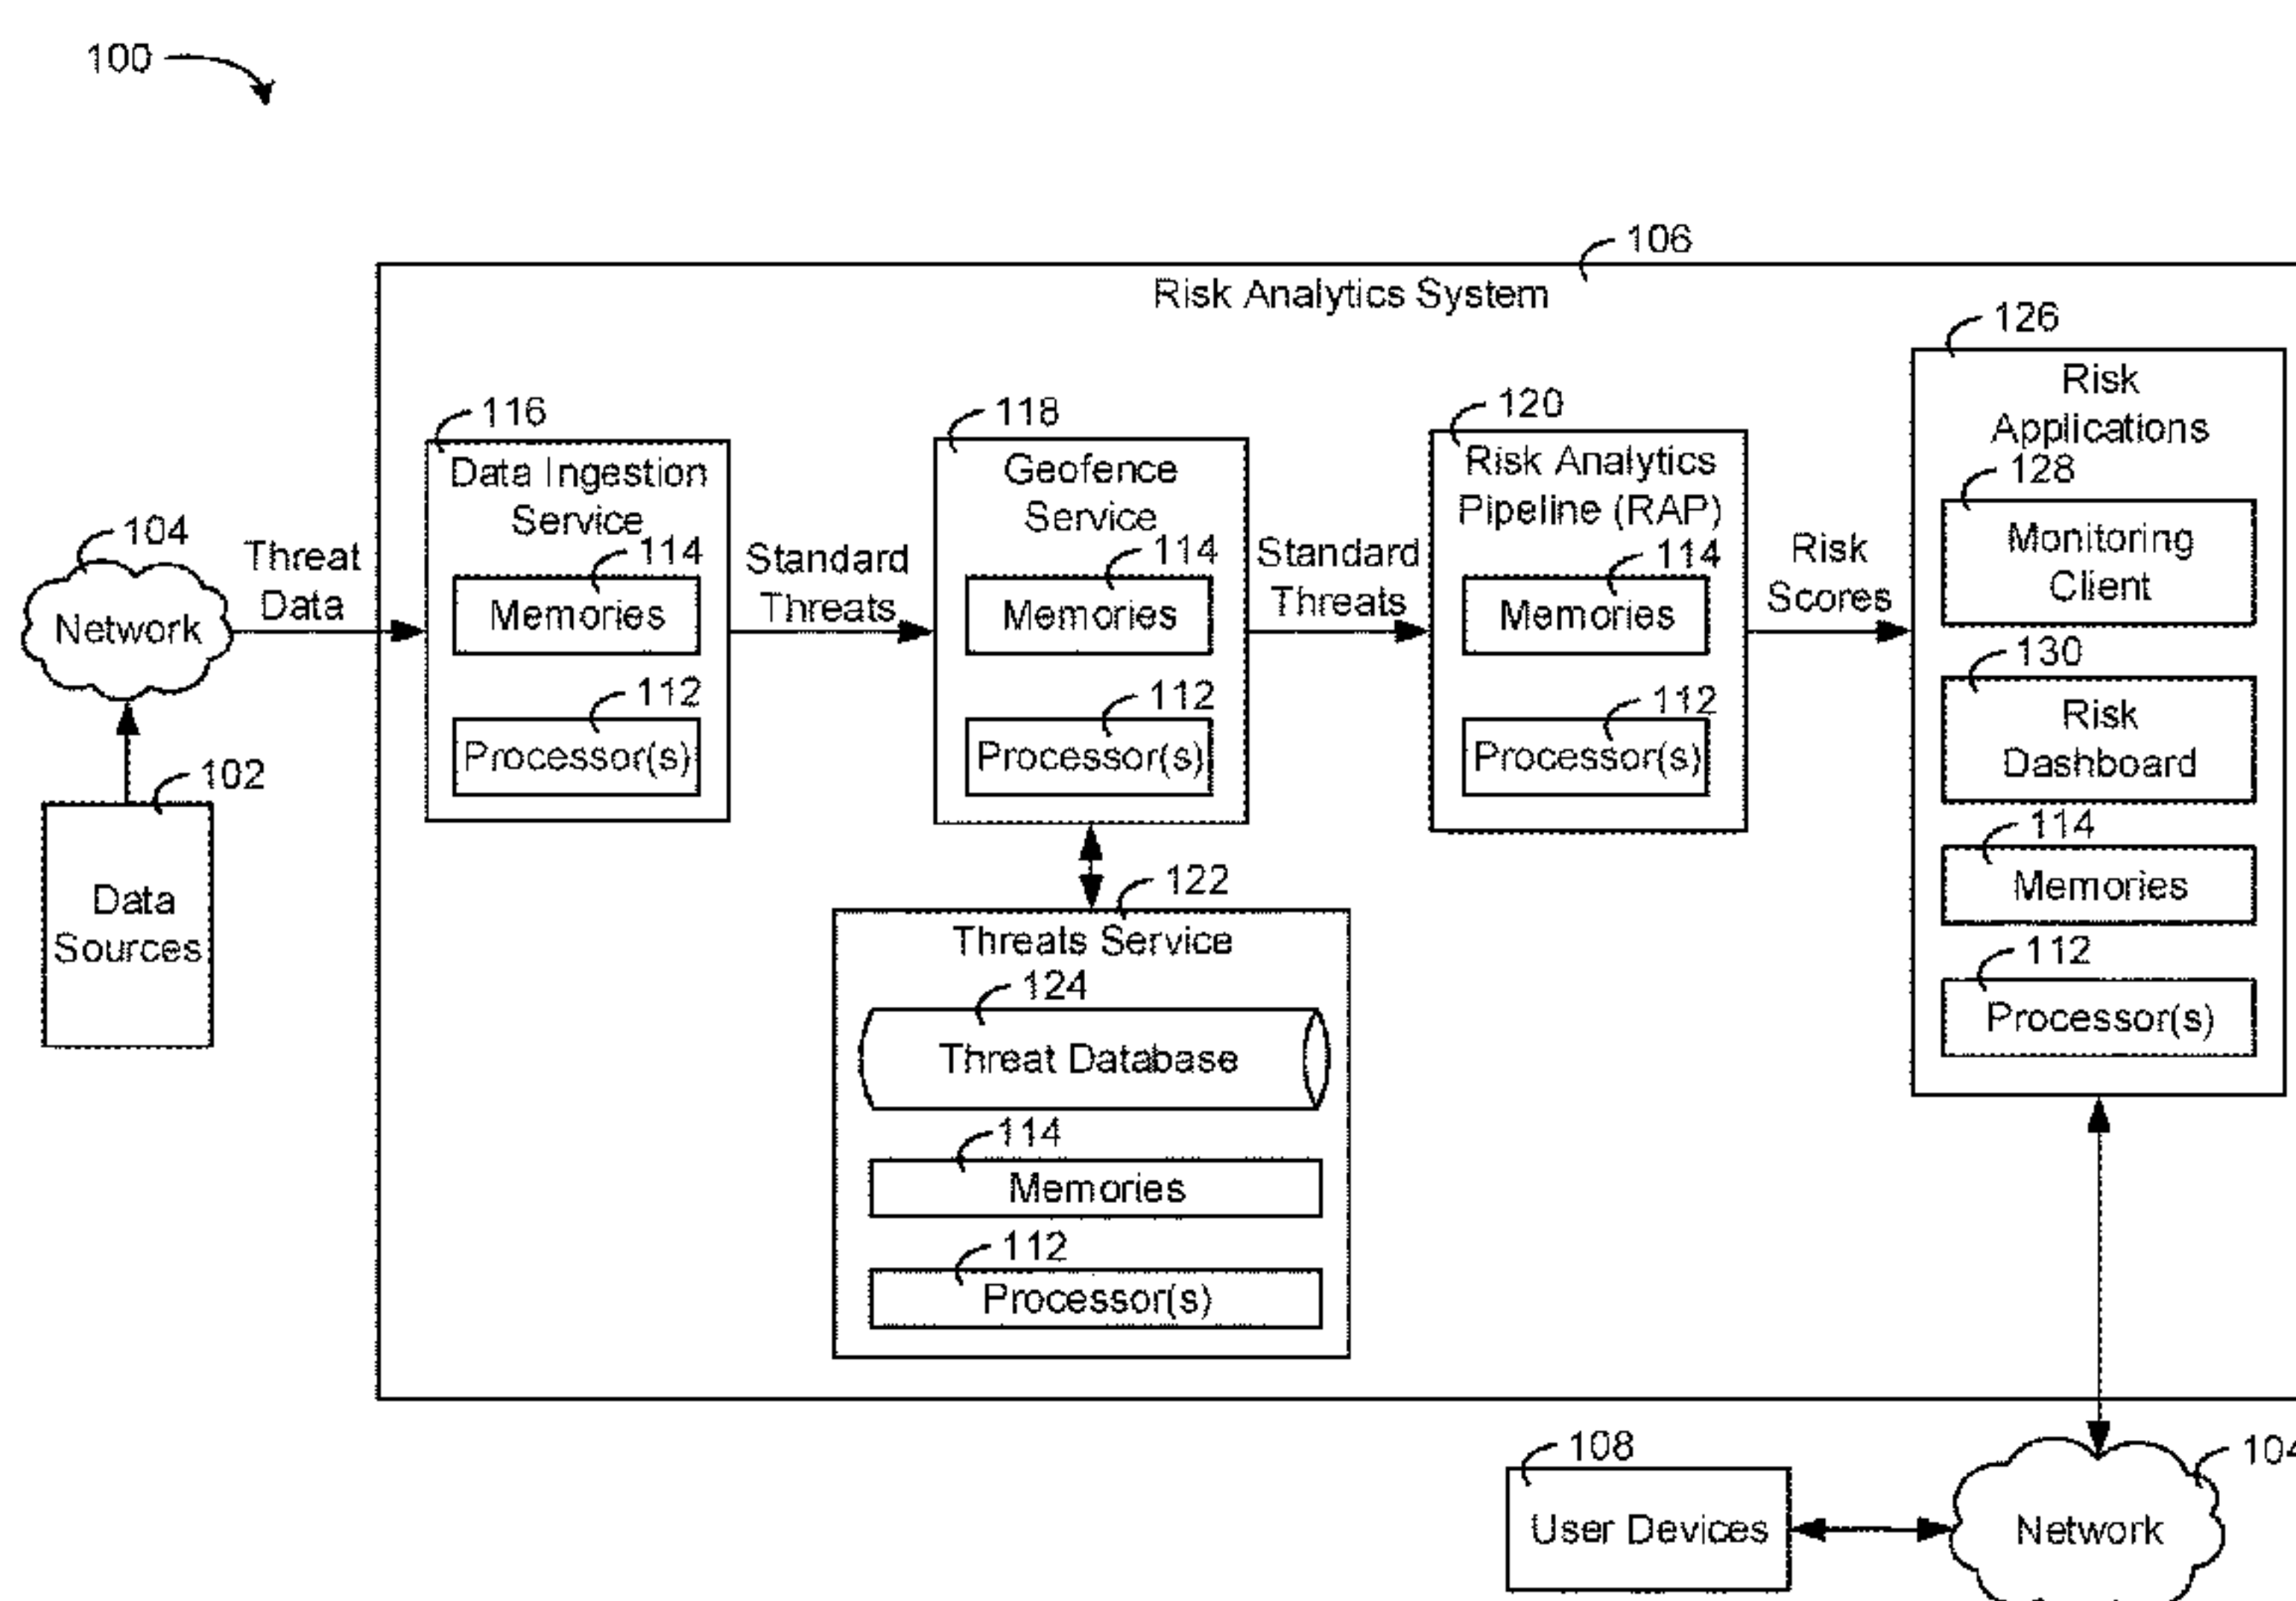 100
106
Risk Analytics System
126
Risk
Applications
128
Monitoring
Client
130
Risk
Dashboard
114
Memories
112
Processor(s)
116
Data Ingestion
Service
114
Memories
112
Processor(s)
118
Geofence
Service
114
Memories
112
Processor(s)
120
Risk Analytics
Pipeline (RAP)
114
Memories
112
Processor(s)
104
Network
Threat
Data
Standard
Threats
Standard
Threats
Risk
Scores
102
Data
Sources
122
Threats Service
124
Threat Database
114
Memories
112
Processor(s)
108
User Devices
104
Network